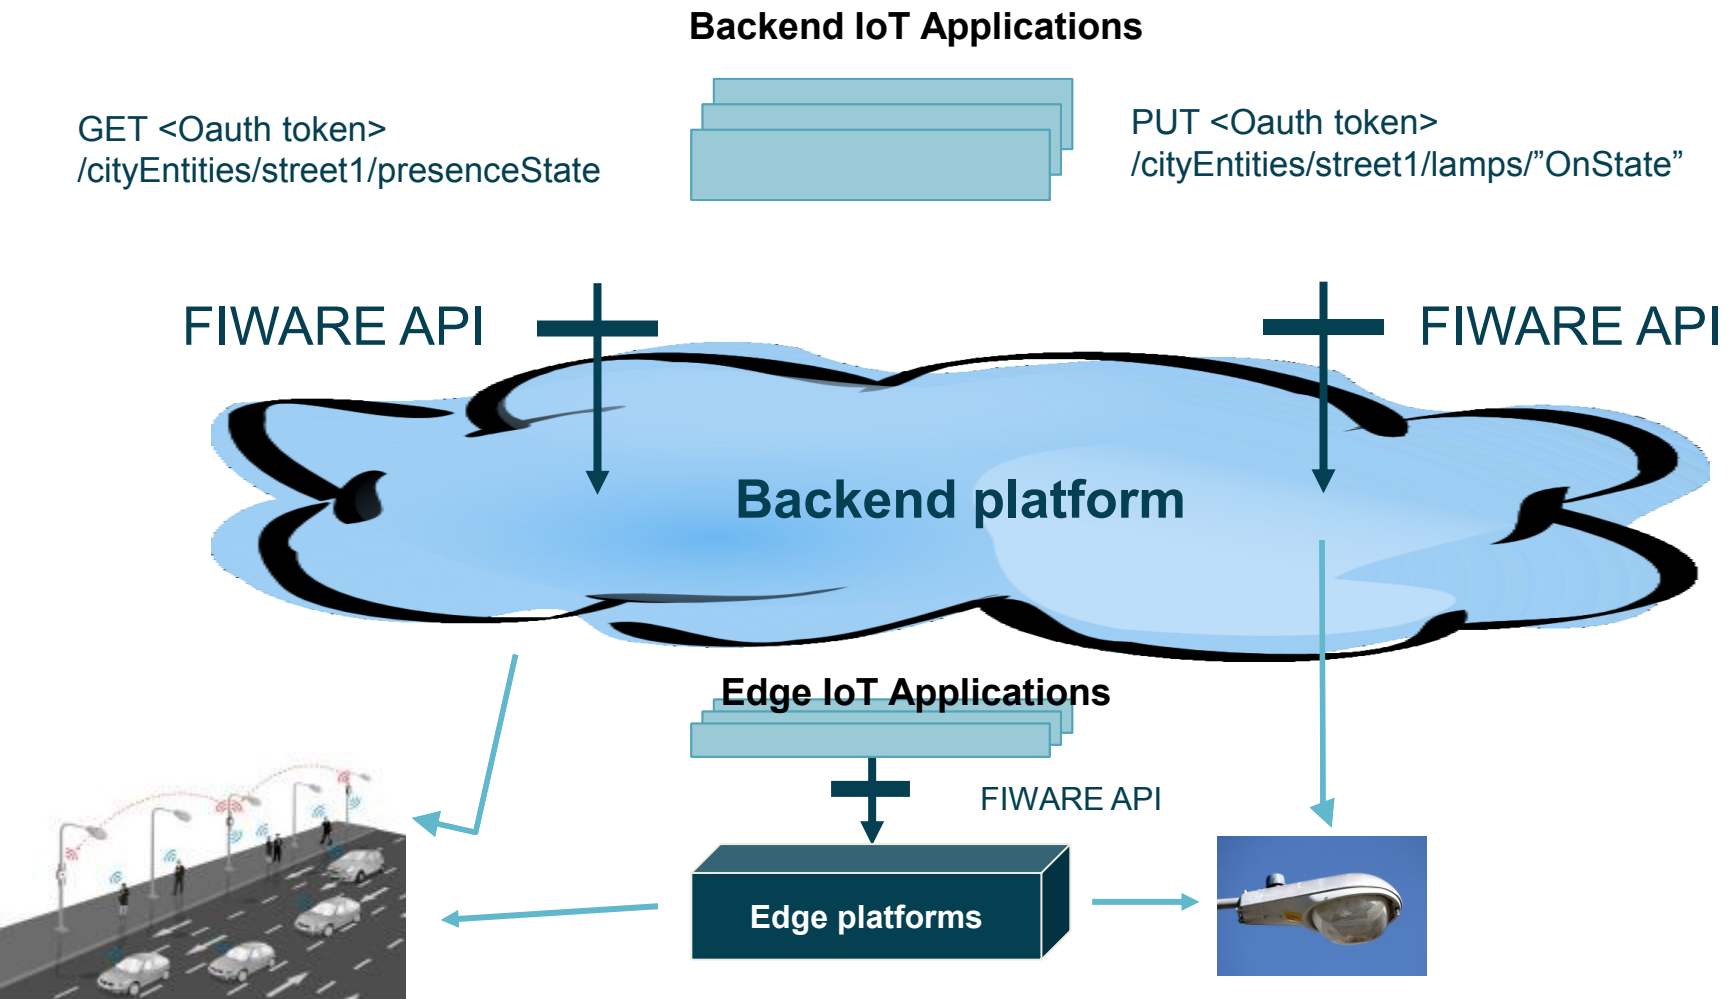 Backend IoT Applications
GET <Oauth token>
/cityEntities/street1/presenceState
PUT <Oauth token>
/cityEntities/street1/lamps/”OnState”
FIWARE API
FIWARE API
Backend platform
Edge IoT Applications
FIWARE API
Edge platforms